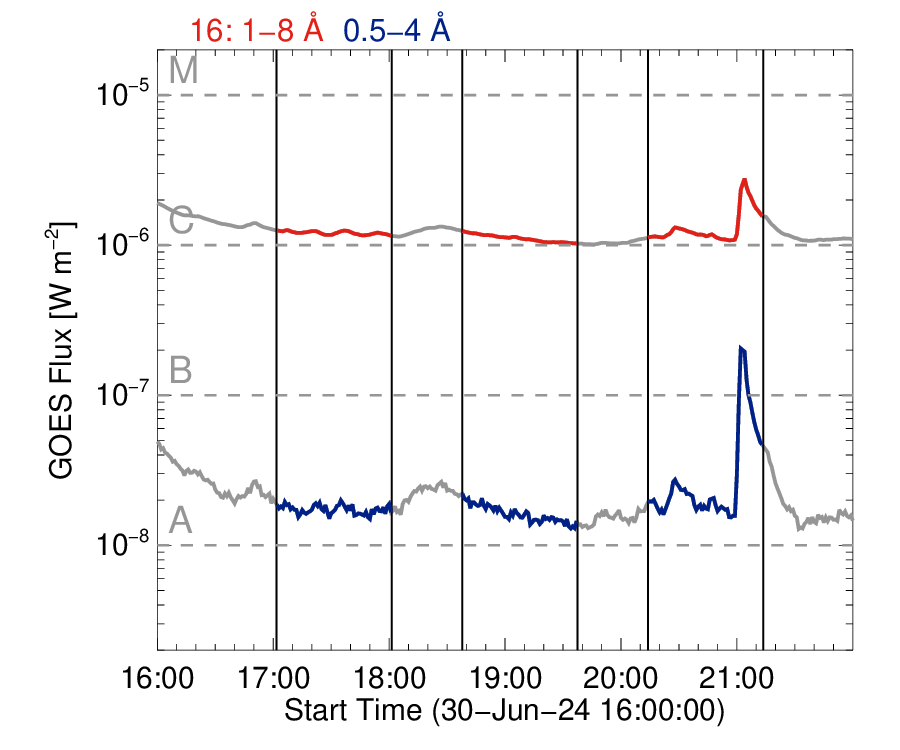 16: 1−8 Å 0.5−4 Å
M
10⁻⁵
C
10⁻⁶
B
10⁻⁷
A
10⁻⁸
GOES Flux [W m⁻²]
16:00 17:00 18:00 19:00 20:00 21:00
Start Time (30−Jun−24 16:00:00)